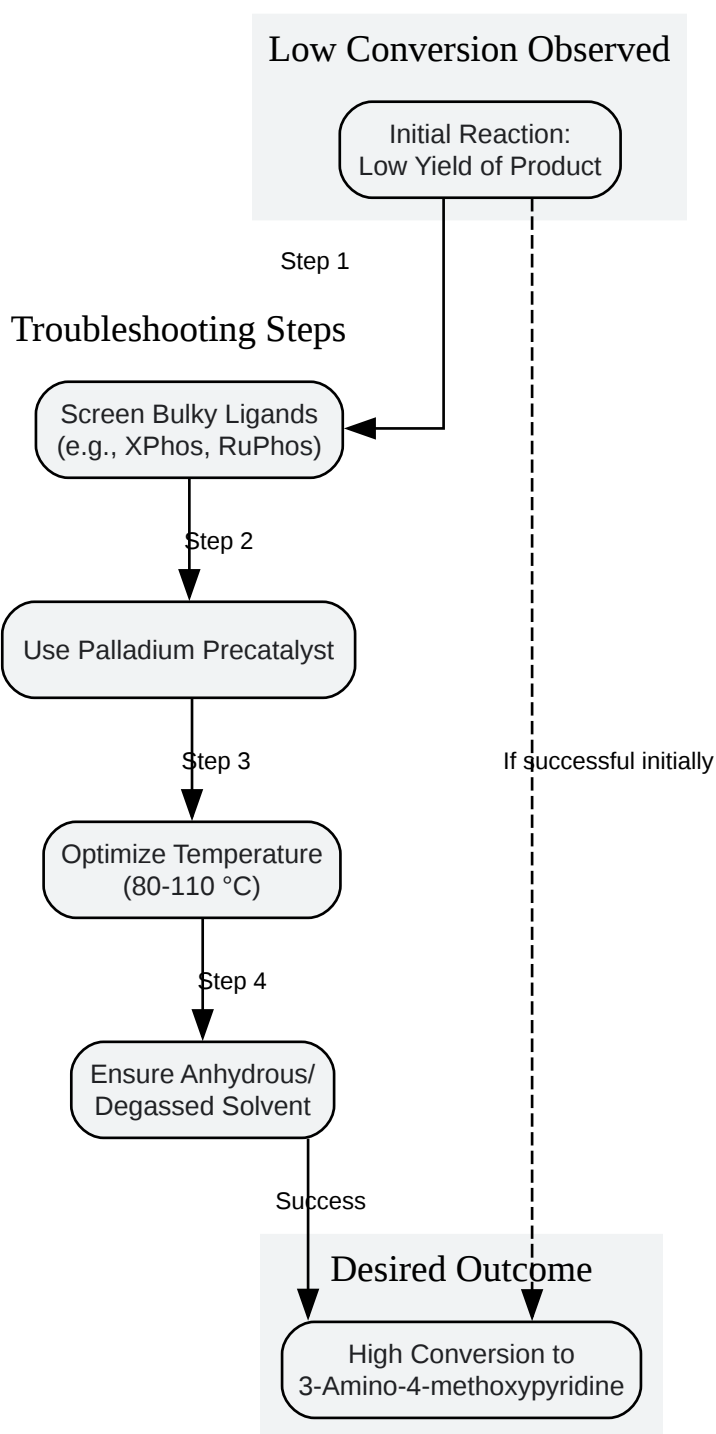 Low Conversion Observed
Initial Reaction:
Low Yield of Product
Step 1
Troubleshooting Steps
Screen Bulky Ligands
(e.g., XPhos, RuPhos)
Step 2
Use Palladium Precatalyst
Step 3
If successful initially
Optimize Temperature
(80-110 °C)
Step 4
Ensure Anhydrous/
Degassed Solvent
Success
Desired Outcome
High Conversion to
3-Amino-4-methoxypyridine